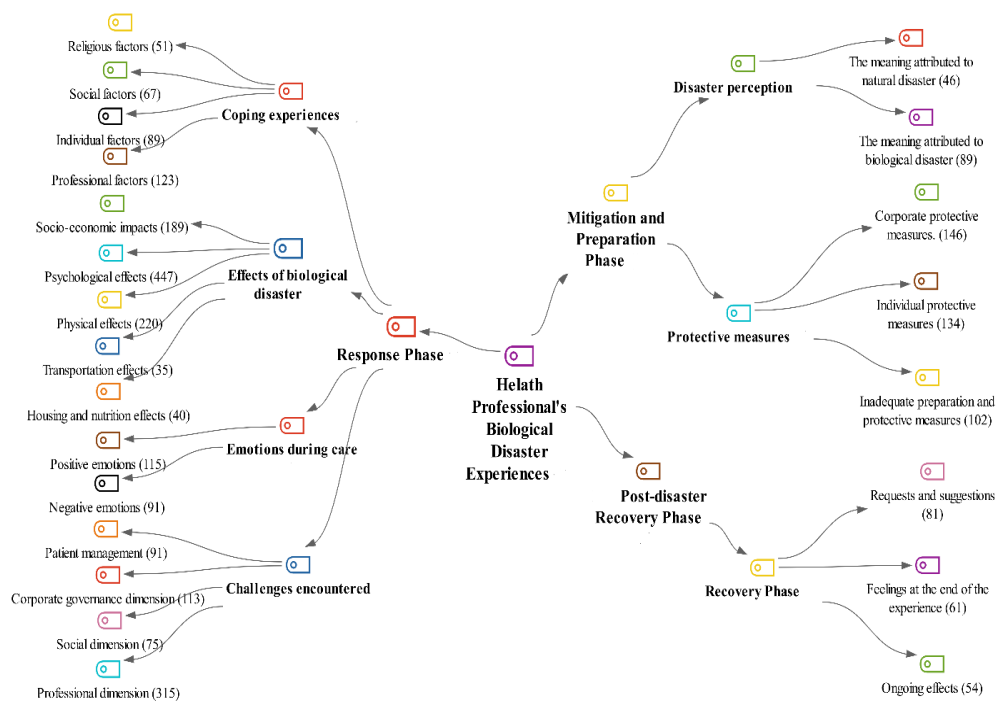 Religious factors (51)
Social factors (67)
Individual factors (89)
Professional factors (123)
Coping experiences
Socio-economic impacts (189)
Psychological effects (447)
Physical effects (220)
Transportation effects (35)
Housing and nutrition effects (40)
Effects of biological
disaster
Positive emotions (115)
Negative emotions (91)
Emotions during care
Patient management (91)
Corporate governance dimension (113)
Social dimension (75)
Professional dimension (315)
Challenges encountered
Response Phase
Helath
Professional's
Biological
Disaster
Experiences
Mitigation and
Preparation
Phase
Disaster perception
The meaning attributed to
natural disaster (46)
The meaning attributed to
biological disaster (89)
Protective measures
Corporate protective
measures. (146)
Individual protective
measures (134)
Inadequate preparation and
protective measures (102)
Post-disaster
Recovery Phase
Recovery Phase
Requests and suggestions
(81)
Feelings at the end of the
experience (61)
Ongoing effects (54)